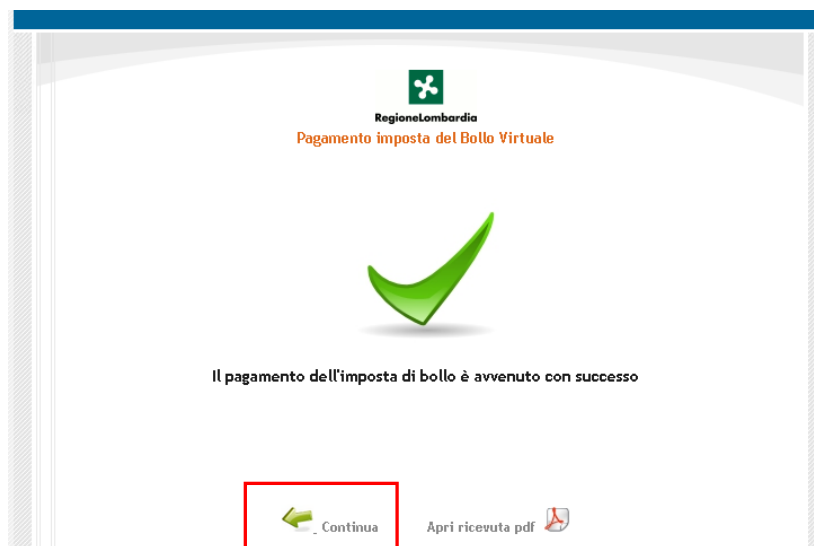 RegioneLombardia
Pagamento imposta del Bollo Virtuale
Il pagamento dell'imposta di bollo è avvenuto con successo
Continua Apri ricevuta pdf